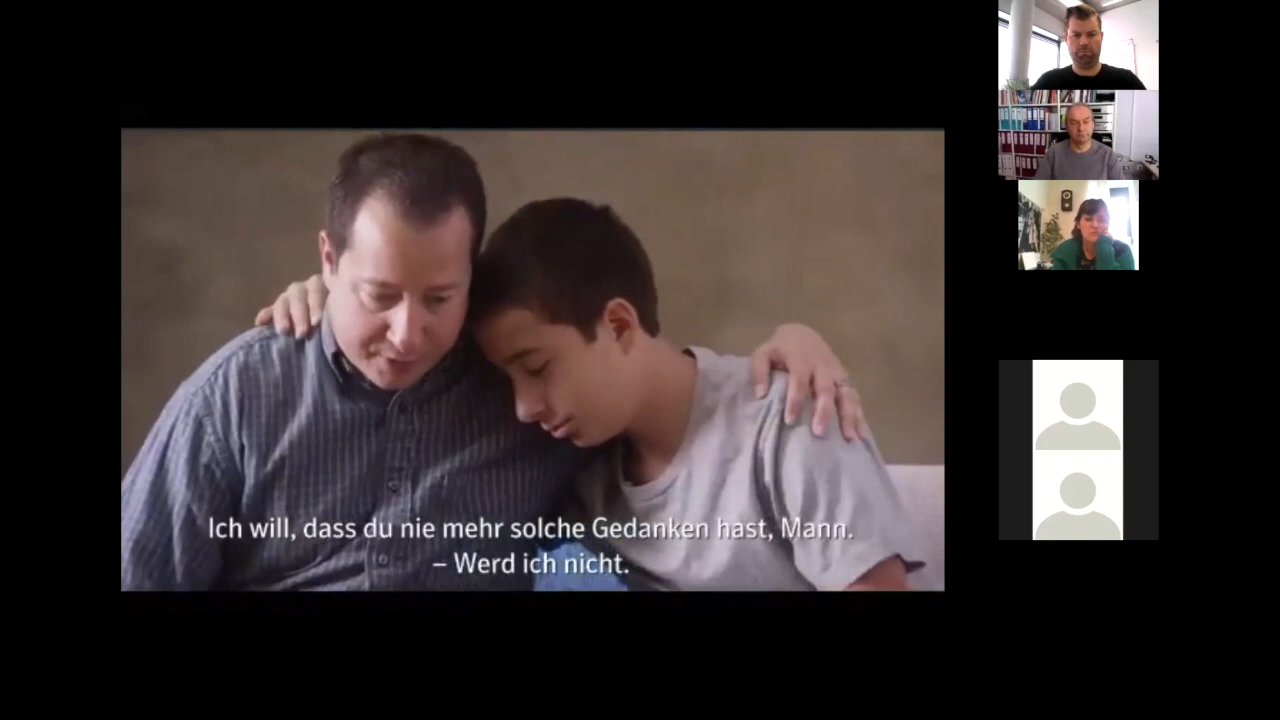 Ich will, dass du nie mehr solche Gedanken hast, Mann.
– Werd ich nicht.